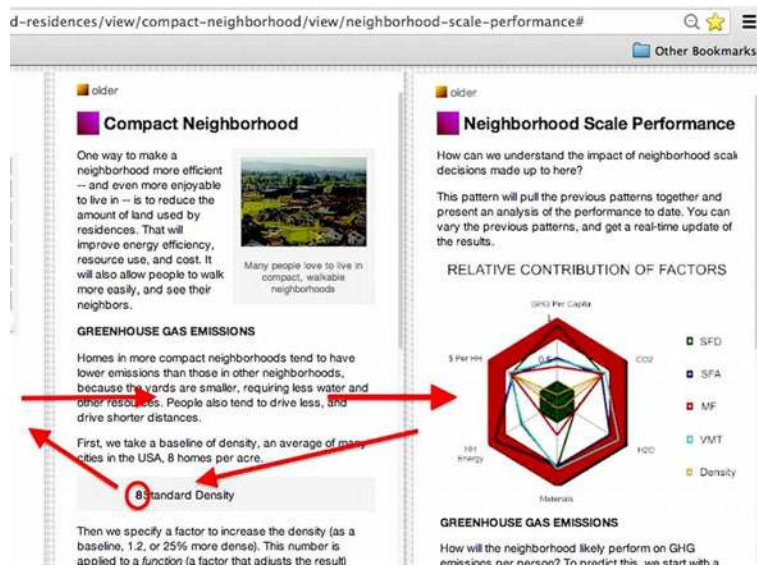 d-residences/view/compact-neighborhood/view/neighborhood-scale-performance#
Other Bookmarks
older
Compact Neighborhood
One way to make a
neighborhood more efficient
-- and even more enjoyable
to live in -- is to reduce the
amount of land used by
residences. That will
improve energy efficiency,
resource use, and cost. It
will also allow people to walk
more easily, and see their
neighbors.
Many people love to live in
compact, walkable
neighborhoods
GREENHOUSE GAS EMISSIONS
Homes in more compact neighborhoods tend to have
lower emissions than those in other neighborhoods,
because the yards are smaller, requiring less water and
other resources. People also tend to drive less, and
drive shorter distances.
First, we take a baseline of density, an average of many
cities in the USA, 8 homes per acre.
8 Standard Density
Then we specify a factor to increase the density (as a
baseline, 1.2, or 25% more dense). This number is
applied to a function (a factor that adjusts the result)
older
Neighborhood Scale Performance
How can we understand the impact of neighborhood scal
decisions made up to here?
This pattern will pull the previous patterns together and
present an analysis of the performance to date. You can
vary the previous patterns, and get a real-time update of
the results.
RELATIVE CONTRIBUTION OF FACTORS
GHG Per Capita
1
$ Per HH
0.5
CO2
HH
Energy
H2O
Materials
SFD
SFA
MF
VMT
Density
GREENHOUSE GAS EMISSIONS
How will the neighborhood likely perform on GHG
emissions per person? To predict this, we start with a